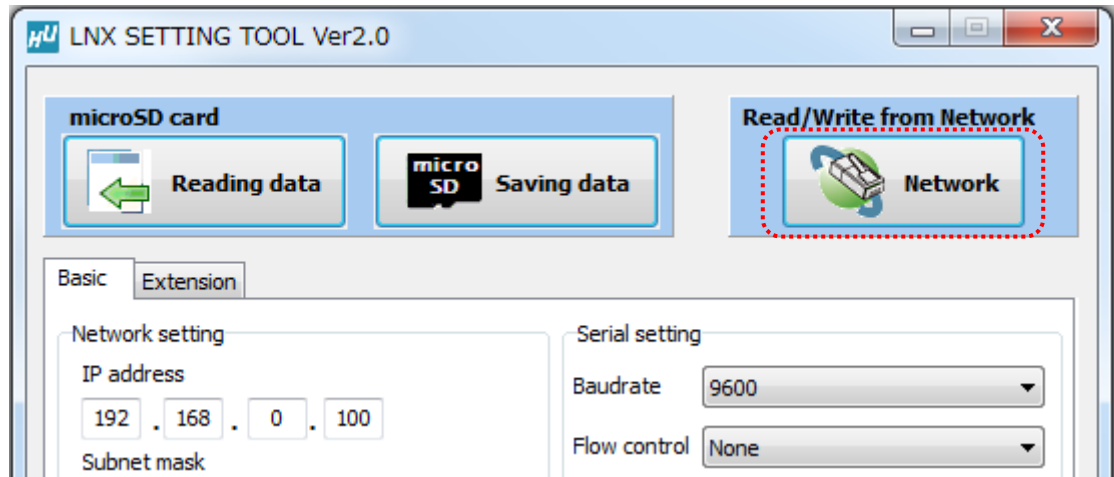 HU LNX SETTING TOOL Ver2.0
microSD card
Reading data
micro
SD
Saving data
Read/Write from Network
Network
Basic
Extension
Network setting
IP address
192 . 168 . 0 . 100
Subnet mask
Serial setting
Baudrate
9600
Flow control
None